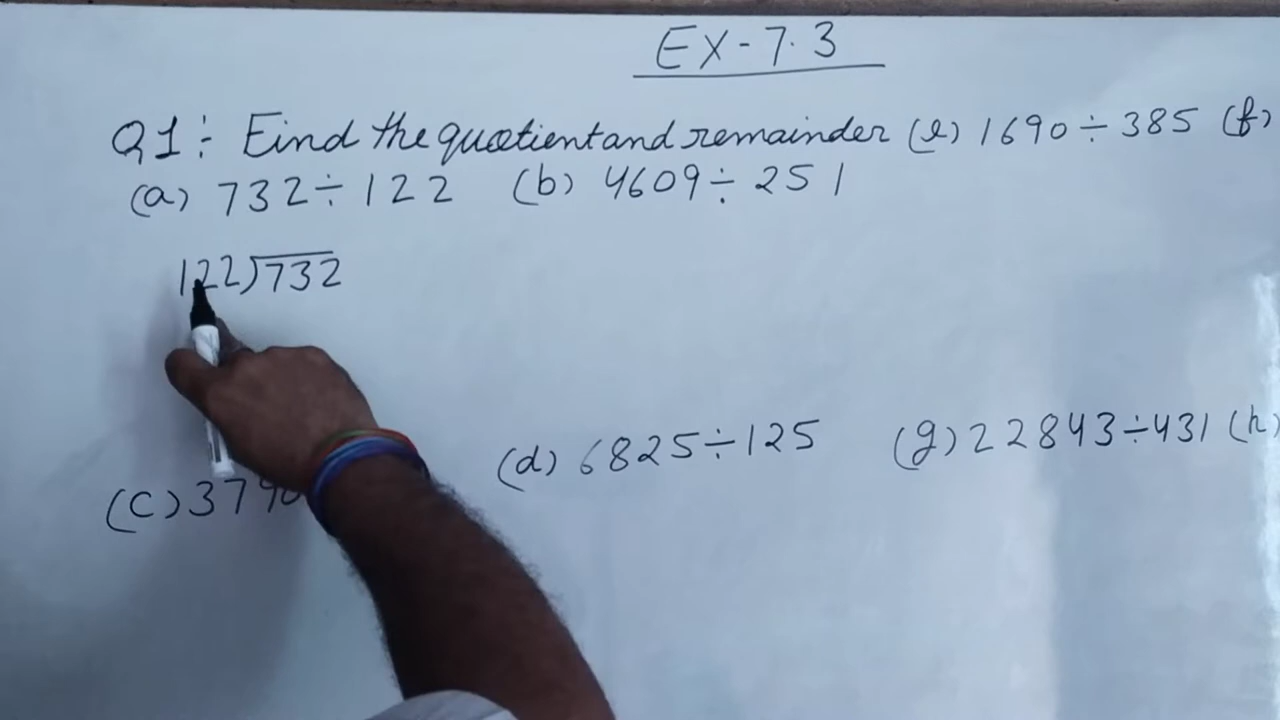 Ex-7.3
Q1: Find the quotient and remainder (e) 1690÷385 (f)
(a) 732÷122 (b) 4609÷251
122)732
(c) 3790 (d) 6825÷125 (g) 22843÷431 (h)